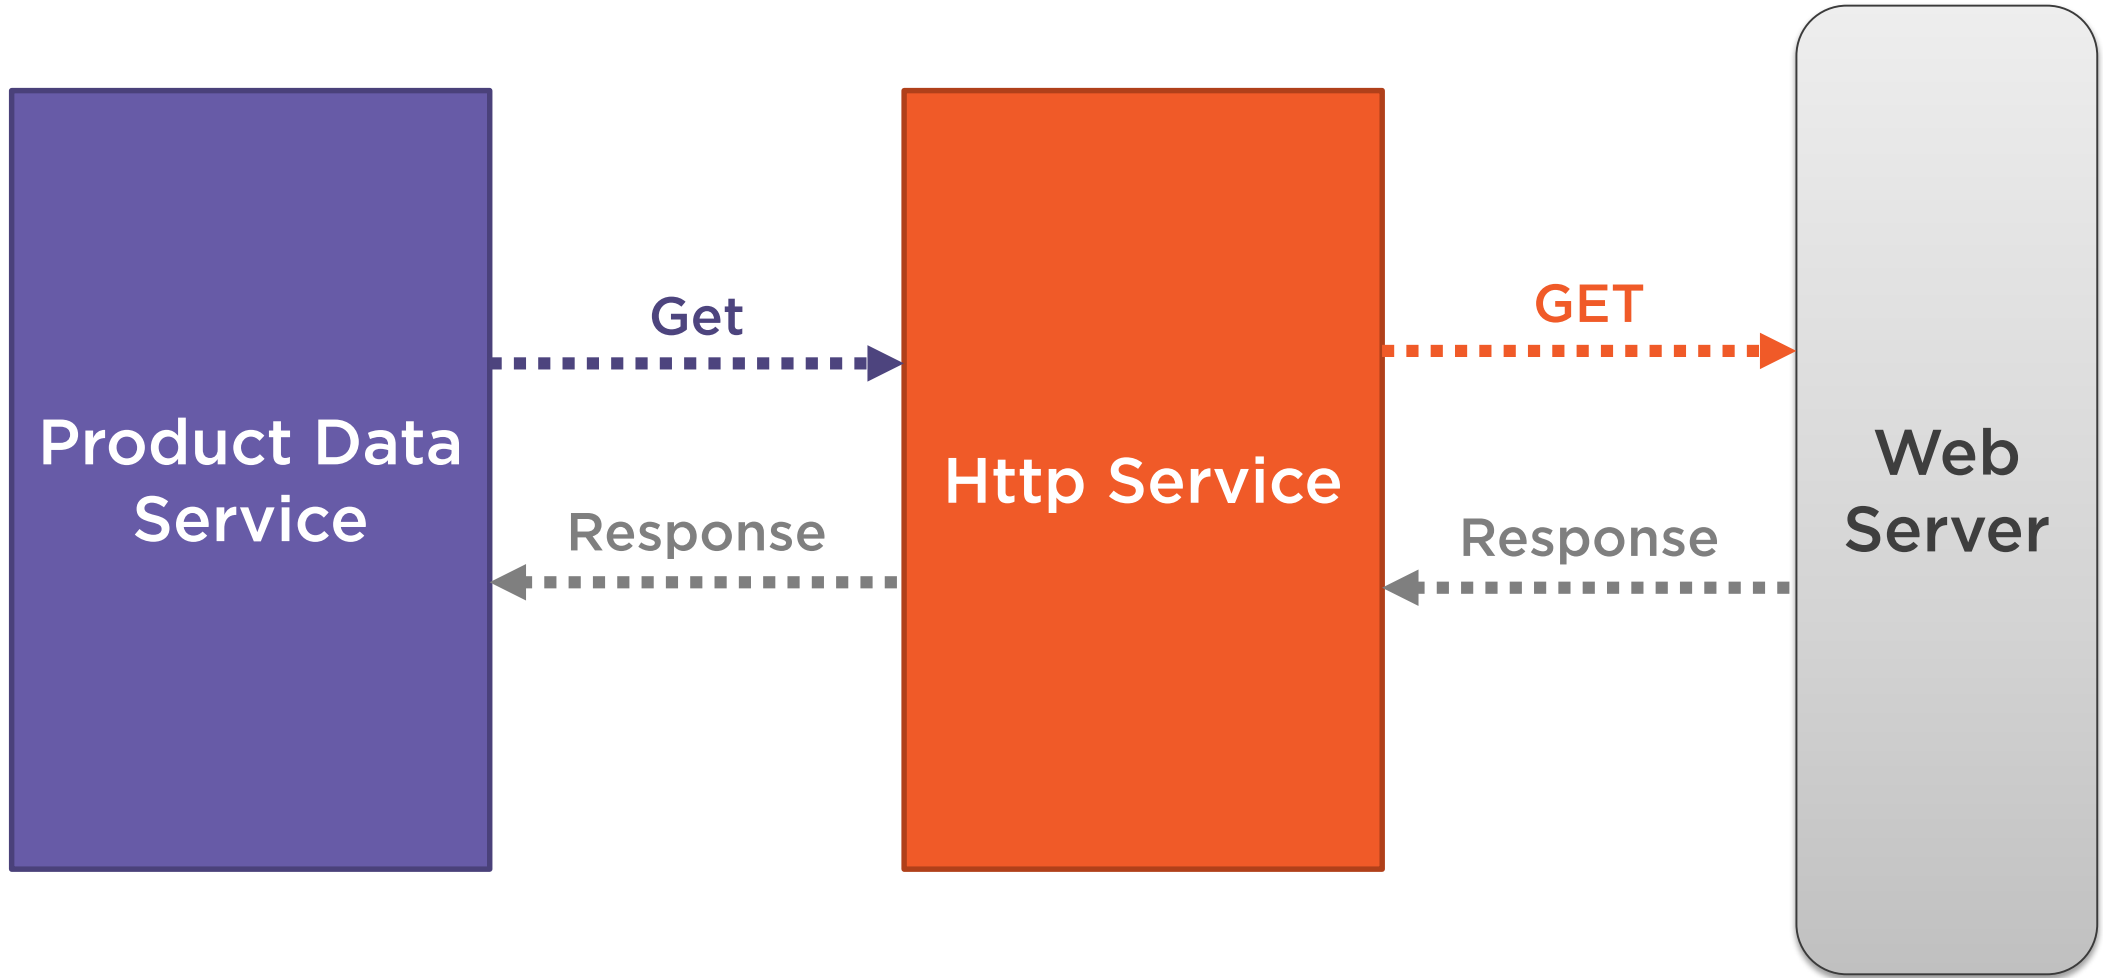 Get
GET
Product Data
Service
Http Service
Web
Server
Response
Response